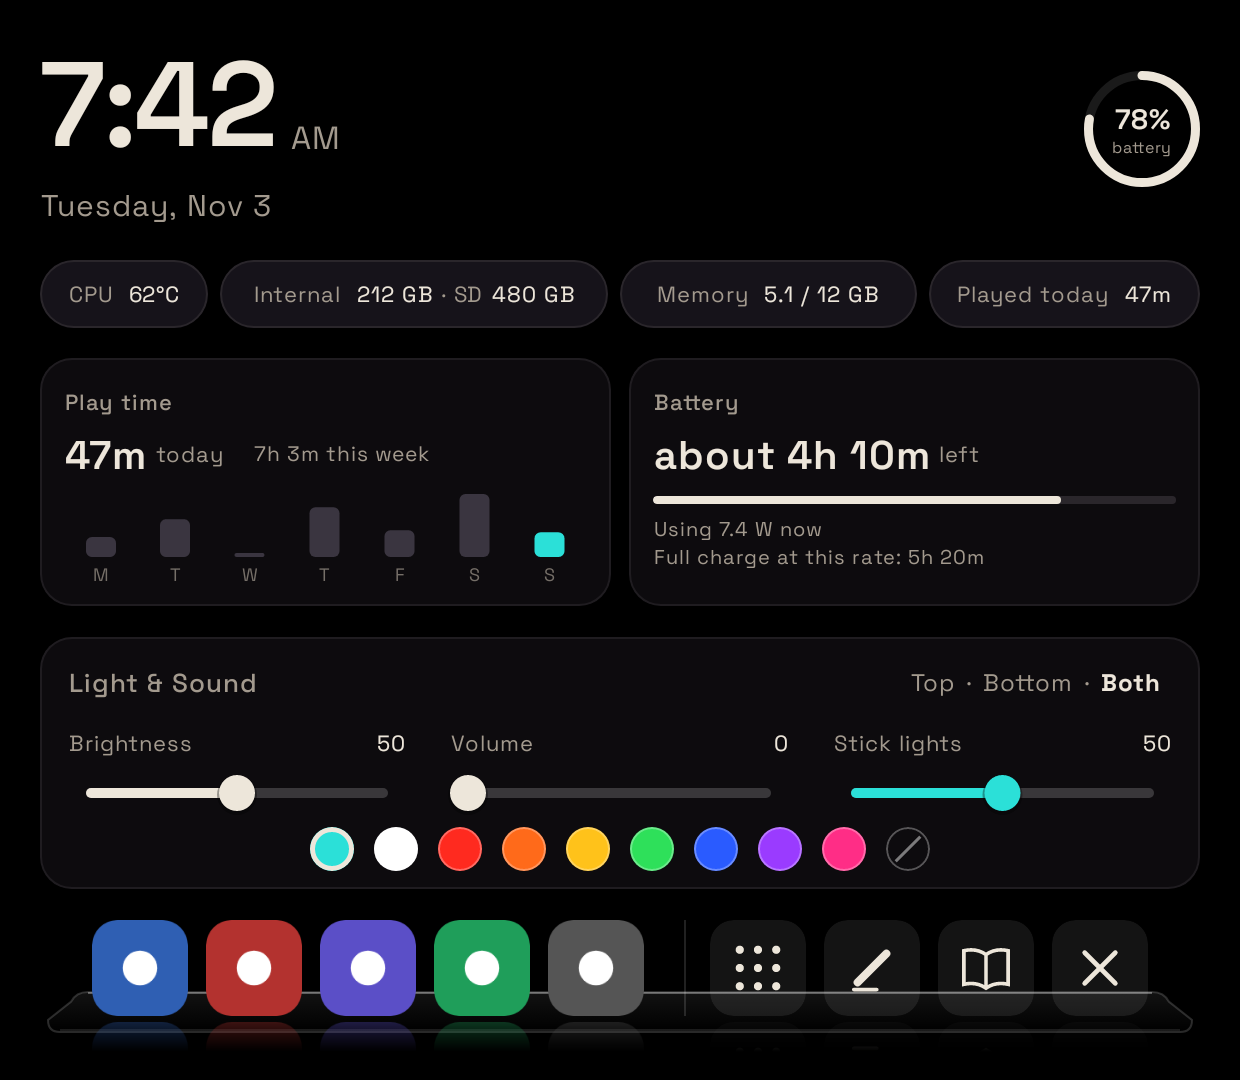 7:42 AM
78%
battery
Tuesday, Nov 3
CPU 62°C
Internal 212 GB · SD 480 GB
Memory 5.1 / 12 GB
Played today 47m
Play time
47m today 7h 3m this week
M T W T F S S
Battery
about 4h 10m left
Using 7.4 W now
Full charge at this rate: 5h 20m
Light & Sound
Top · Bottom · Both
Brightness 50
Volume 0
Stick lights 50